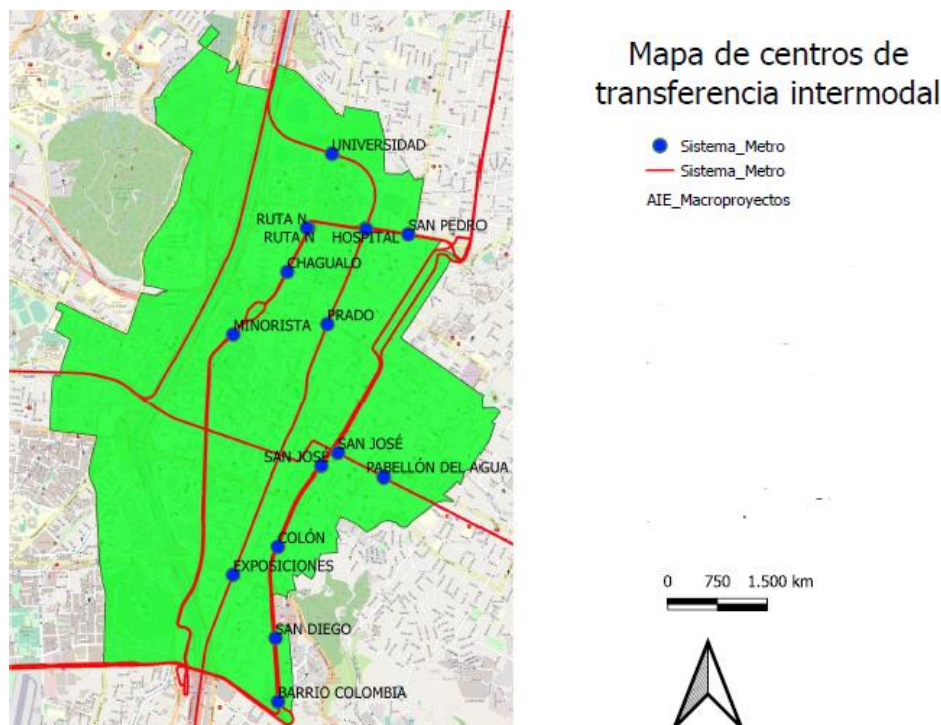 Mapa de centros de
transferencia intermodal
Sistema_Metro
Sistema_Metro
AIE_Macroproyectos
UNIVERSIDAD
RUTA N
RUTA N
HOSPITAL
SAN PEDRO
CHAGUALO
MINORISTA
PRADO
SAN JOSÉ
SAN JOSÉ
PABELLÓN DEL AGUA
COLÓN
EXPOSICIONES
SAN DIEGO
BARRIO COLOMBIA
0 750 1.500 km